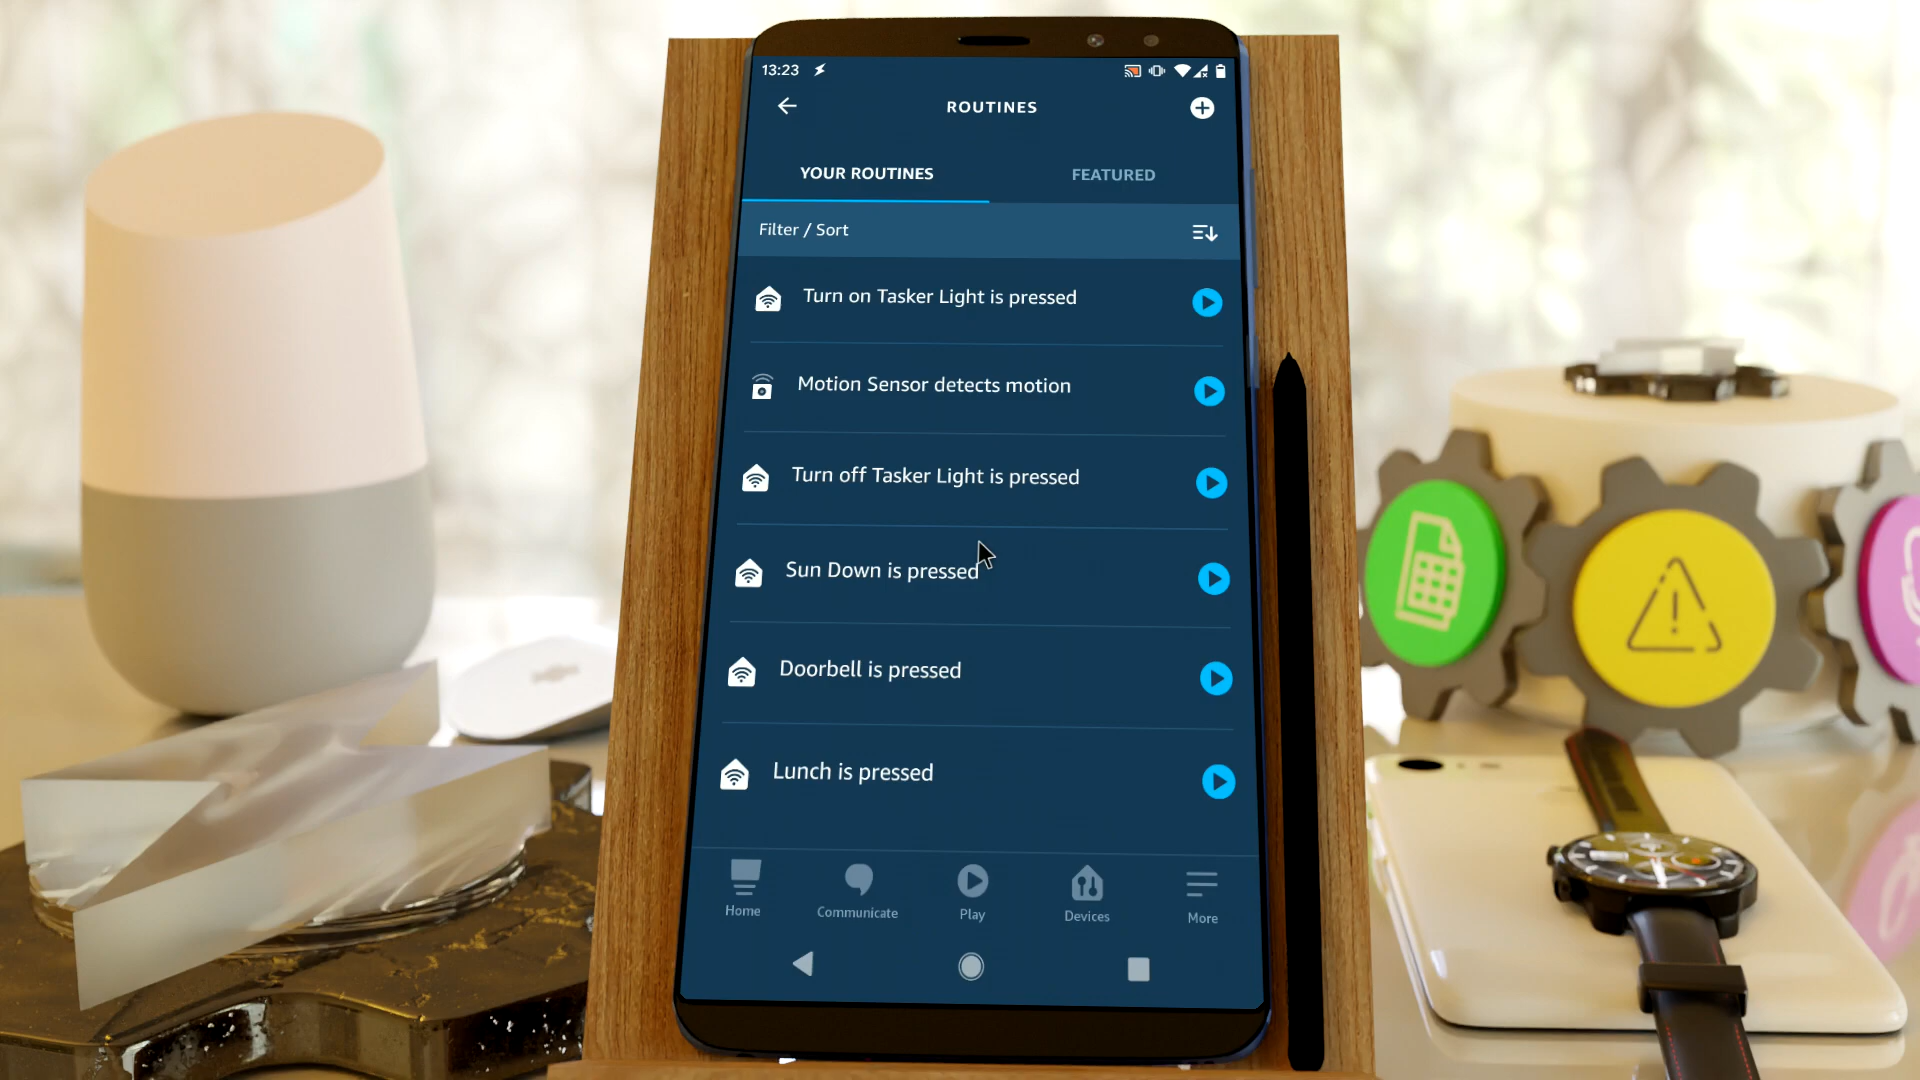 13:23
ROUTINES
YOUR ROUTINES
FEATURED
Filter / Sort
Turn on Tasker Light is pressed
Motion Sensor detects motion
Turn off Tasker Light is pressed
Sun Down is pressed
Doorbell is pressed
Lunch is pressed
Home
Communicate
Play
Devices
More